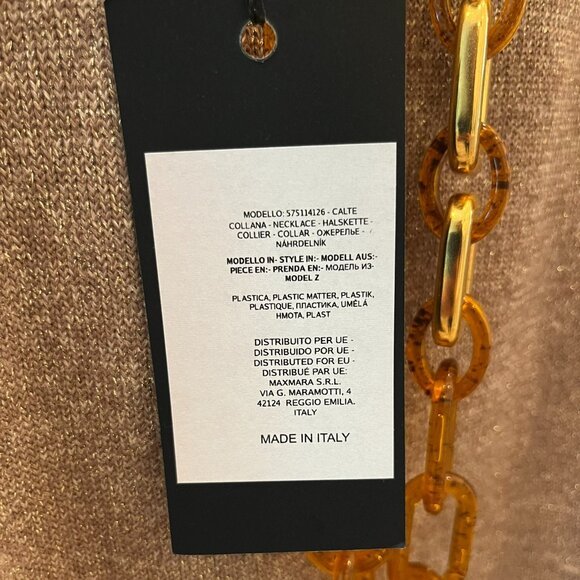 MODELLO: 575114126 - CALTE
COLLANA - NECKLACE - HALSKETTE -
COLLIER - COLLAR - ОЖЕРЕЛЬЕ -
NÁHRDELNÍK
MODELLO IN- STYLE IN:- MODELL AUS:-
PIECE EN:- PRENDA EN:- МОДЕЛЬ ИЗ-
MODEL Z
PLASTICA, PLASTIC MATTER, PLASTIK,
PLASTIQUE, ПЛАСТИКА, UMĚLÁ
HMOTA, PLAST
DISTRIBUITO PER UE -
DISTRIBUIDO POR UE -
DISTRIBUTED FOR EU -
DISTRIBUÉ PAR UE:
MAXMARA S.R.L.
VIA G. MARAMOTTI, 4
42124 REGGIO EMILIA.
ITALY
MADE IN ITALY